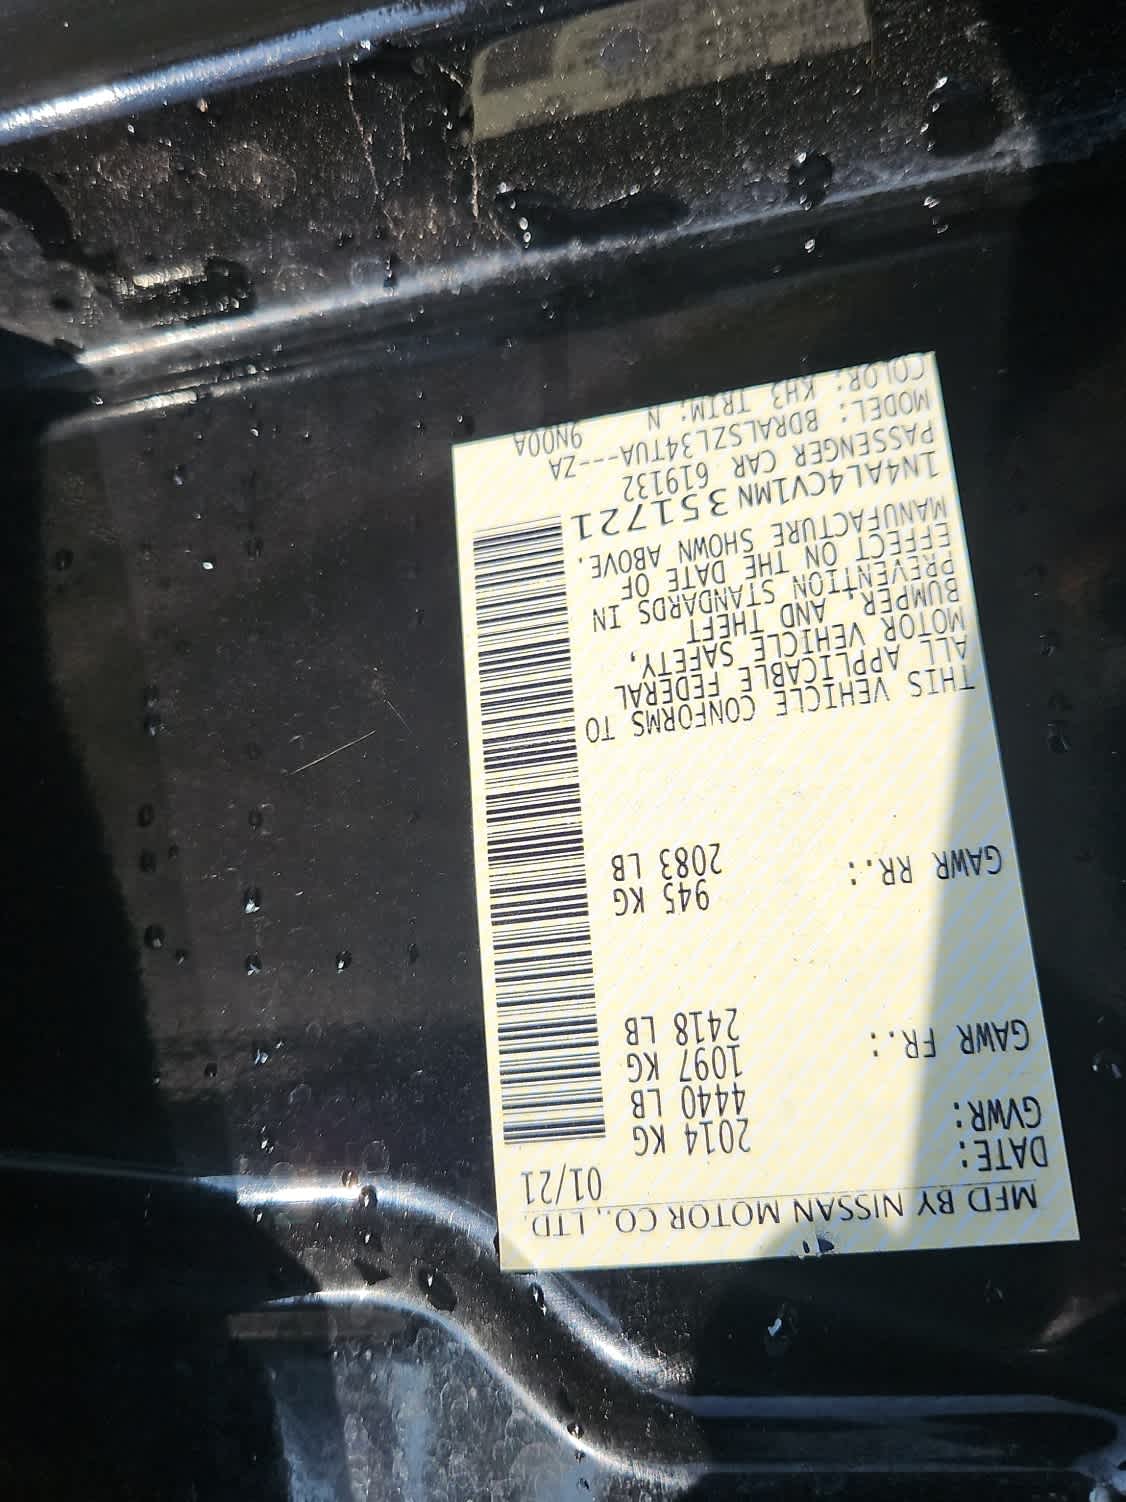 MFD BY NISSAN MOTOR CO., LTD.
DATE: 01/21
GVWR: 2014 KG
4440 LB
GAWR FR.: 1097 KG
2418 LB
GAWR RR.: 945 KG
2083 LB
THIS VEHICLE CONFORMS TO
ALL APPLICABLE FEDERAL
MOTOR VEHICLE SAFETY,
BUMPER, AND THEFT
PREVENTION STANDARDS IN
EFFECT ON THE DATE OF
MANUFACTURE SHOWN ABOVE.
1N4AL4CV1MN351721
PASSENGER CAR 619132
MODEL: BDRALSZL34TUA---ZA
COLOR: KH3 TRIM: N 9N00A